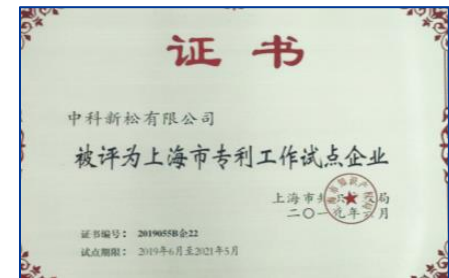 证书
中科新松有限公司
被评为上海市专利工作试点企业
上海市 局
二〇一九年 月
证书编号：2019055B企22
试点期限：2019年6月至2021年5月